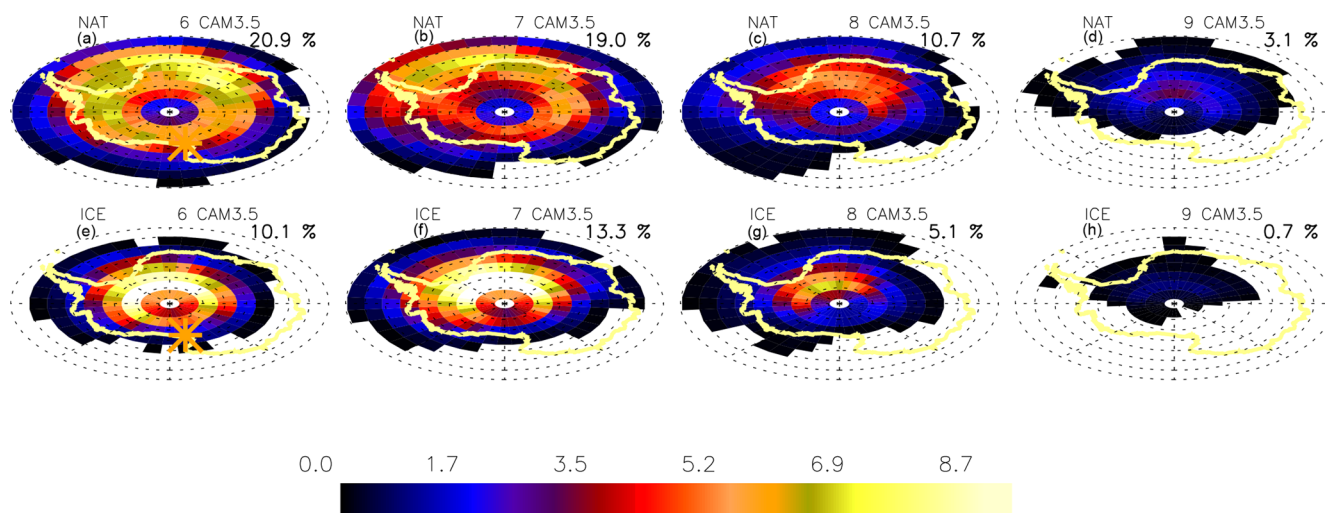 NAT 6 CAM3.5 NAT 7 CAM3.5 NAT 8 CAM3.5 NAT 9 CAM3.5
(a) 20.9 % (b) 19.0 % (c) 10.7 % (d) 3.1 %
ICE 6 CAM3.5 ICE 7 CAM3.5 ICE 8 CAM3.5 ICE 9 CAM3.5
(e) 10.1 % (f) 13.3 % (g) 5.1 % (h) 0.7 %
0.0 1.7 3.5 5.2 6.9 8.7